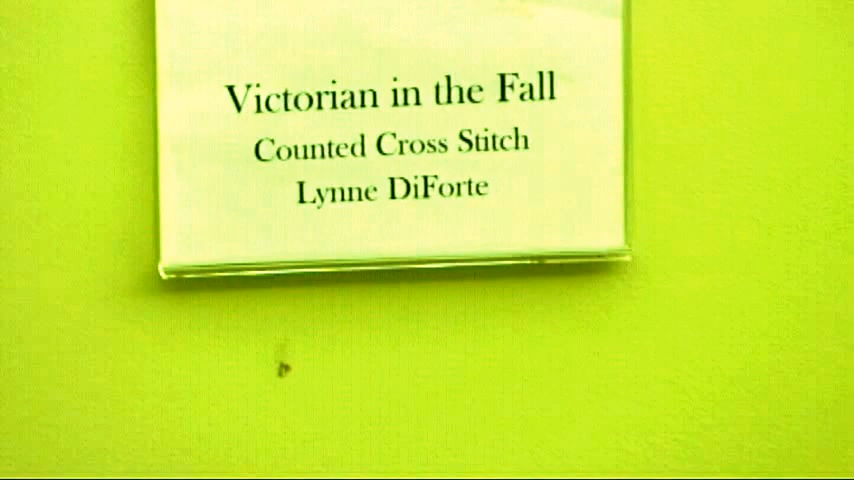 Victorian in the Fall
Counted Cross Stitch
Lynne DiForte